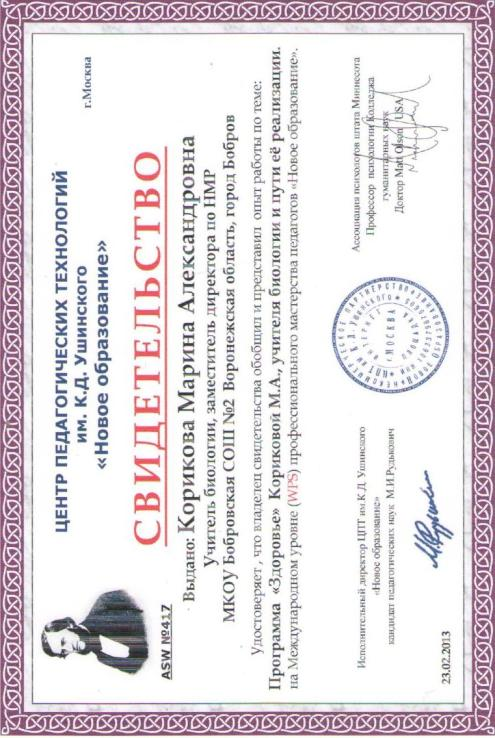 ЦЕНТР ПЕДАГОГИЧЕСКИХ ТЕХНОЛОГИЙ
им. К.Д. Ушинского
«Новое образование»
г.Москва
СВИДЕТЕЛЬСТВО
ASW №417
Выдано: Корикова Марина Александровна
Учитель биологии, заместитель директора по НМР
МКОУ Бобровская СОШ №2 Воронежская область, город Бобров
Удостоверяет , что владелец свидетельства обобщил и представил опыт работы по теме:
Программа «Здоровье» Кориковой М.А., учителя биологии и пути её реализации.
на Международном уровне (WPS) профессионального мастерства педагогов «Новое образование».
Исполнительный директор ЦПТ им.К.Д. Ушинского
«Новое образование»
кандидат педагогических наук М.И.Рудькович
23.02.2013
Ассоциация психологов штата Миннесота
Профессор психологии Колледжа
гуманитарных наук
Доктор Matt Olson USA
МОСКВА